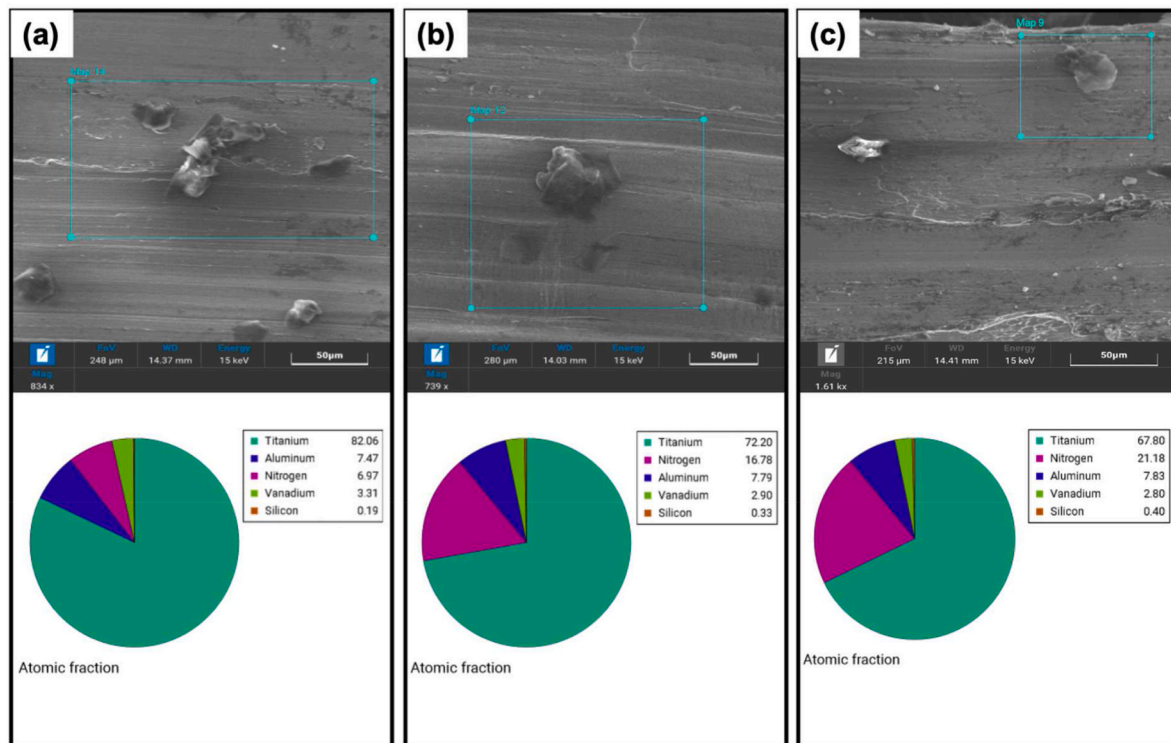 (a)
Map 14
FoV WD Energy
248 µm 14.37 mm 15 keV 50µm
Mag
834 x
Titanium 82.06
Aluminum 7.47
Nitrogen 6.97
Vanadium 3.31
Silicon 0.19
Atomic fraction
(b)
Map 13
FoV WD Energy
280 µm 14.03 mm 15 keV 50µm
Mag
739 x
Titanium 72.20
Nitrogen 16.78
Aluminum 7.79
Vanadium 2.90
Silicon 0.33
Atomic fraction
(c)
Map 9
FoV WD Energy
215 µm 14.41 mm 15 keV 50µm
Mag
1.61 kx
Titanium 67.80
Nitrogen 21.18
Aluminum 7.83
Vanadium 2.80
Silicon 0.40
Atomic fraction